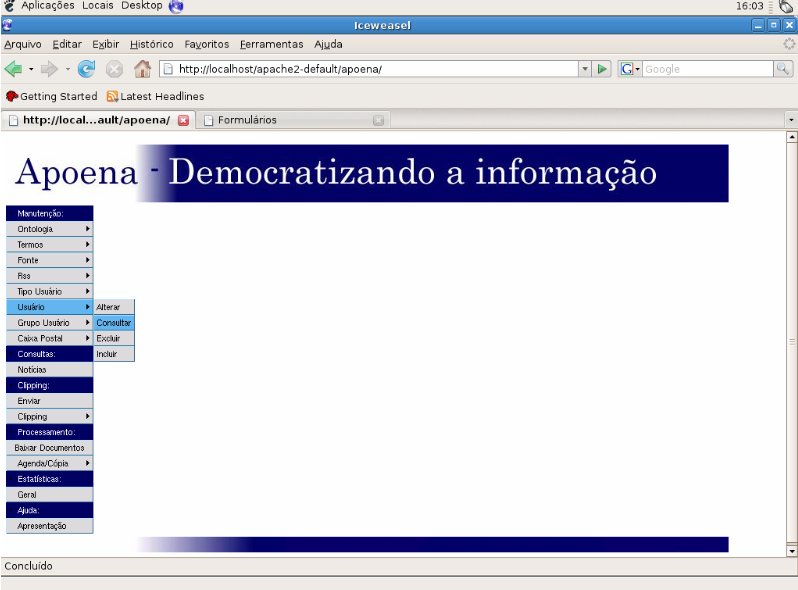 Aplicações Locais Desktop 16:03
Iceweasel
Arquivo Editar Exibir Histórico Favoritos Ferramentas Ajuda
http://localhost/apache2-default/apoena/ G Google
Getting Started Latest Headlines
http://local...ault/apoena/ Formulários
Apoena - Democratizando a informação
Manutenção:
Ontologia
Termos
Fonte
Rss
Tipo Usuário
Usuário Alterar
Grupo Usuário Consultar
Caixa Postal Excluir
Consultas: Incluir
Notícias
Clipping:
Enviar
Clipping
Processamento:
Baixar Documentos
Agenda/Cópia
Estatísticas:
Geral
Ajuda:
Apresentação
Concluído